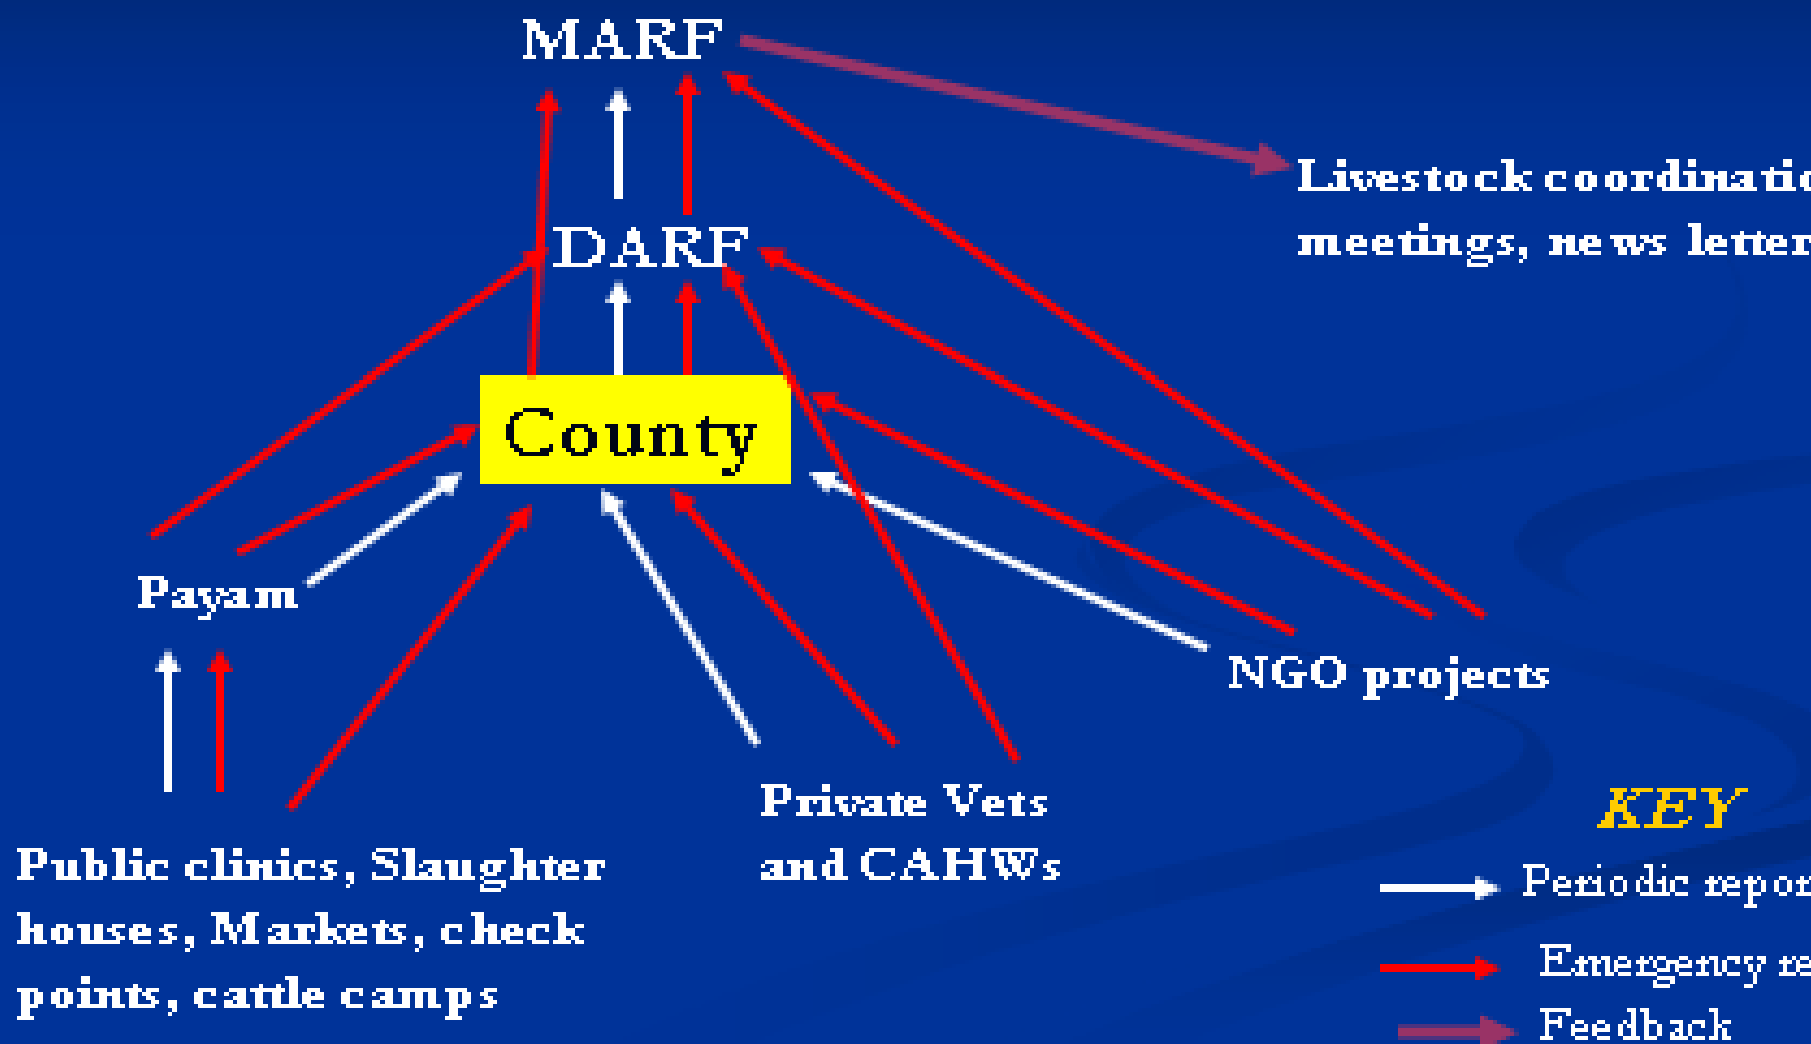 MARF
Livestock coordinatio
meetings, news letter
DARF
County
Payam
NGO projects
Private Vets
and CAHWs
Public clinics, Slaughter
houses, Markets, check
points, cattle camps
KEY
Periodic repor
Emergency re
Feedback